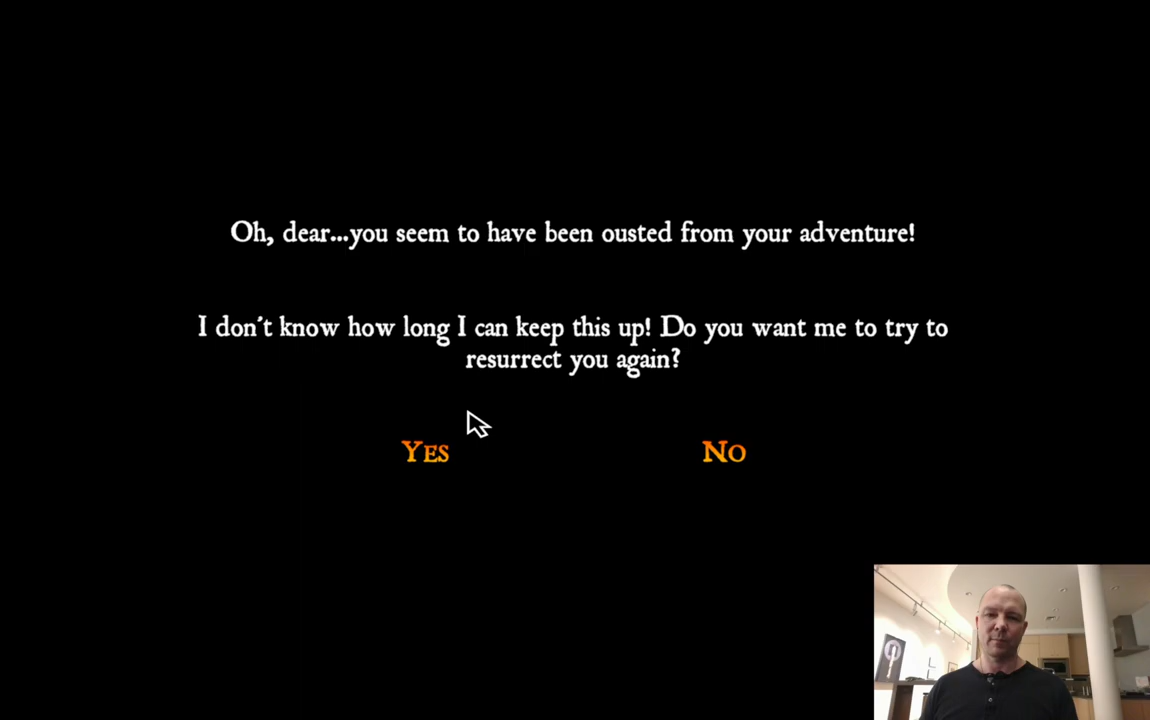 Oh, dear...you seem to have been ousted from your adventure!
I don't know how long I can keep this up! Do you want me to try to
resurrect you again?
Yes No